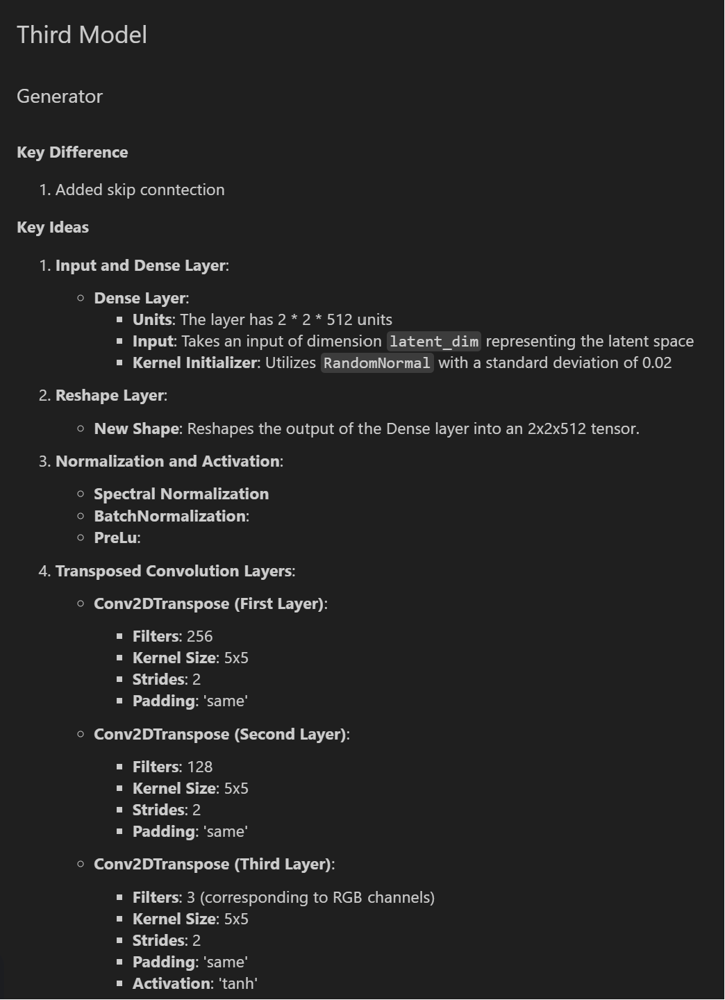 Third Model
Generator
Key Difference
1. Added skip conntection
Key Ideas
1. Input and Dense Layer:
Dense Layer:
Units: The layer has 2 * 2 * 512 units
Input: Takes an input of dimension latent_dim representing the latent space
Kernel Initializer: Utilizes RandomNormal with a standard deviation of 0.02
2. Reshape Layer:
New Shape: Reshapes the output of the Dense layer into an 2x2x512 tensor.
3. Normalization and Activation:
Spectral Normalization
BatchNormalization:
PreLu:
4. Transposed Convolution Layers:
Conv2DTranspose (First Layer):
Filters: 256
Kernel Size: 5x5
Strides: 2
Padding: 'same'
Conv2DTranspose (Second Layer):
Filters: 128
Kernel Size: 5x5
Strides: 2
Padding: 'same'
Conv2DTranspose (Third Layer):
Filters: 3 (corresponding to RGB channels)
Kernel Size: 5x5
Strides: 2
Padding: 'same'
Activation: 'tanh'